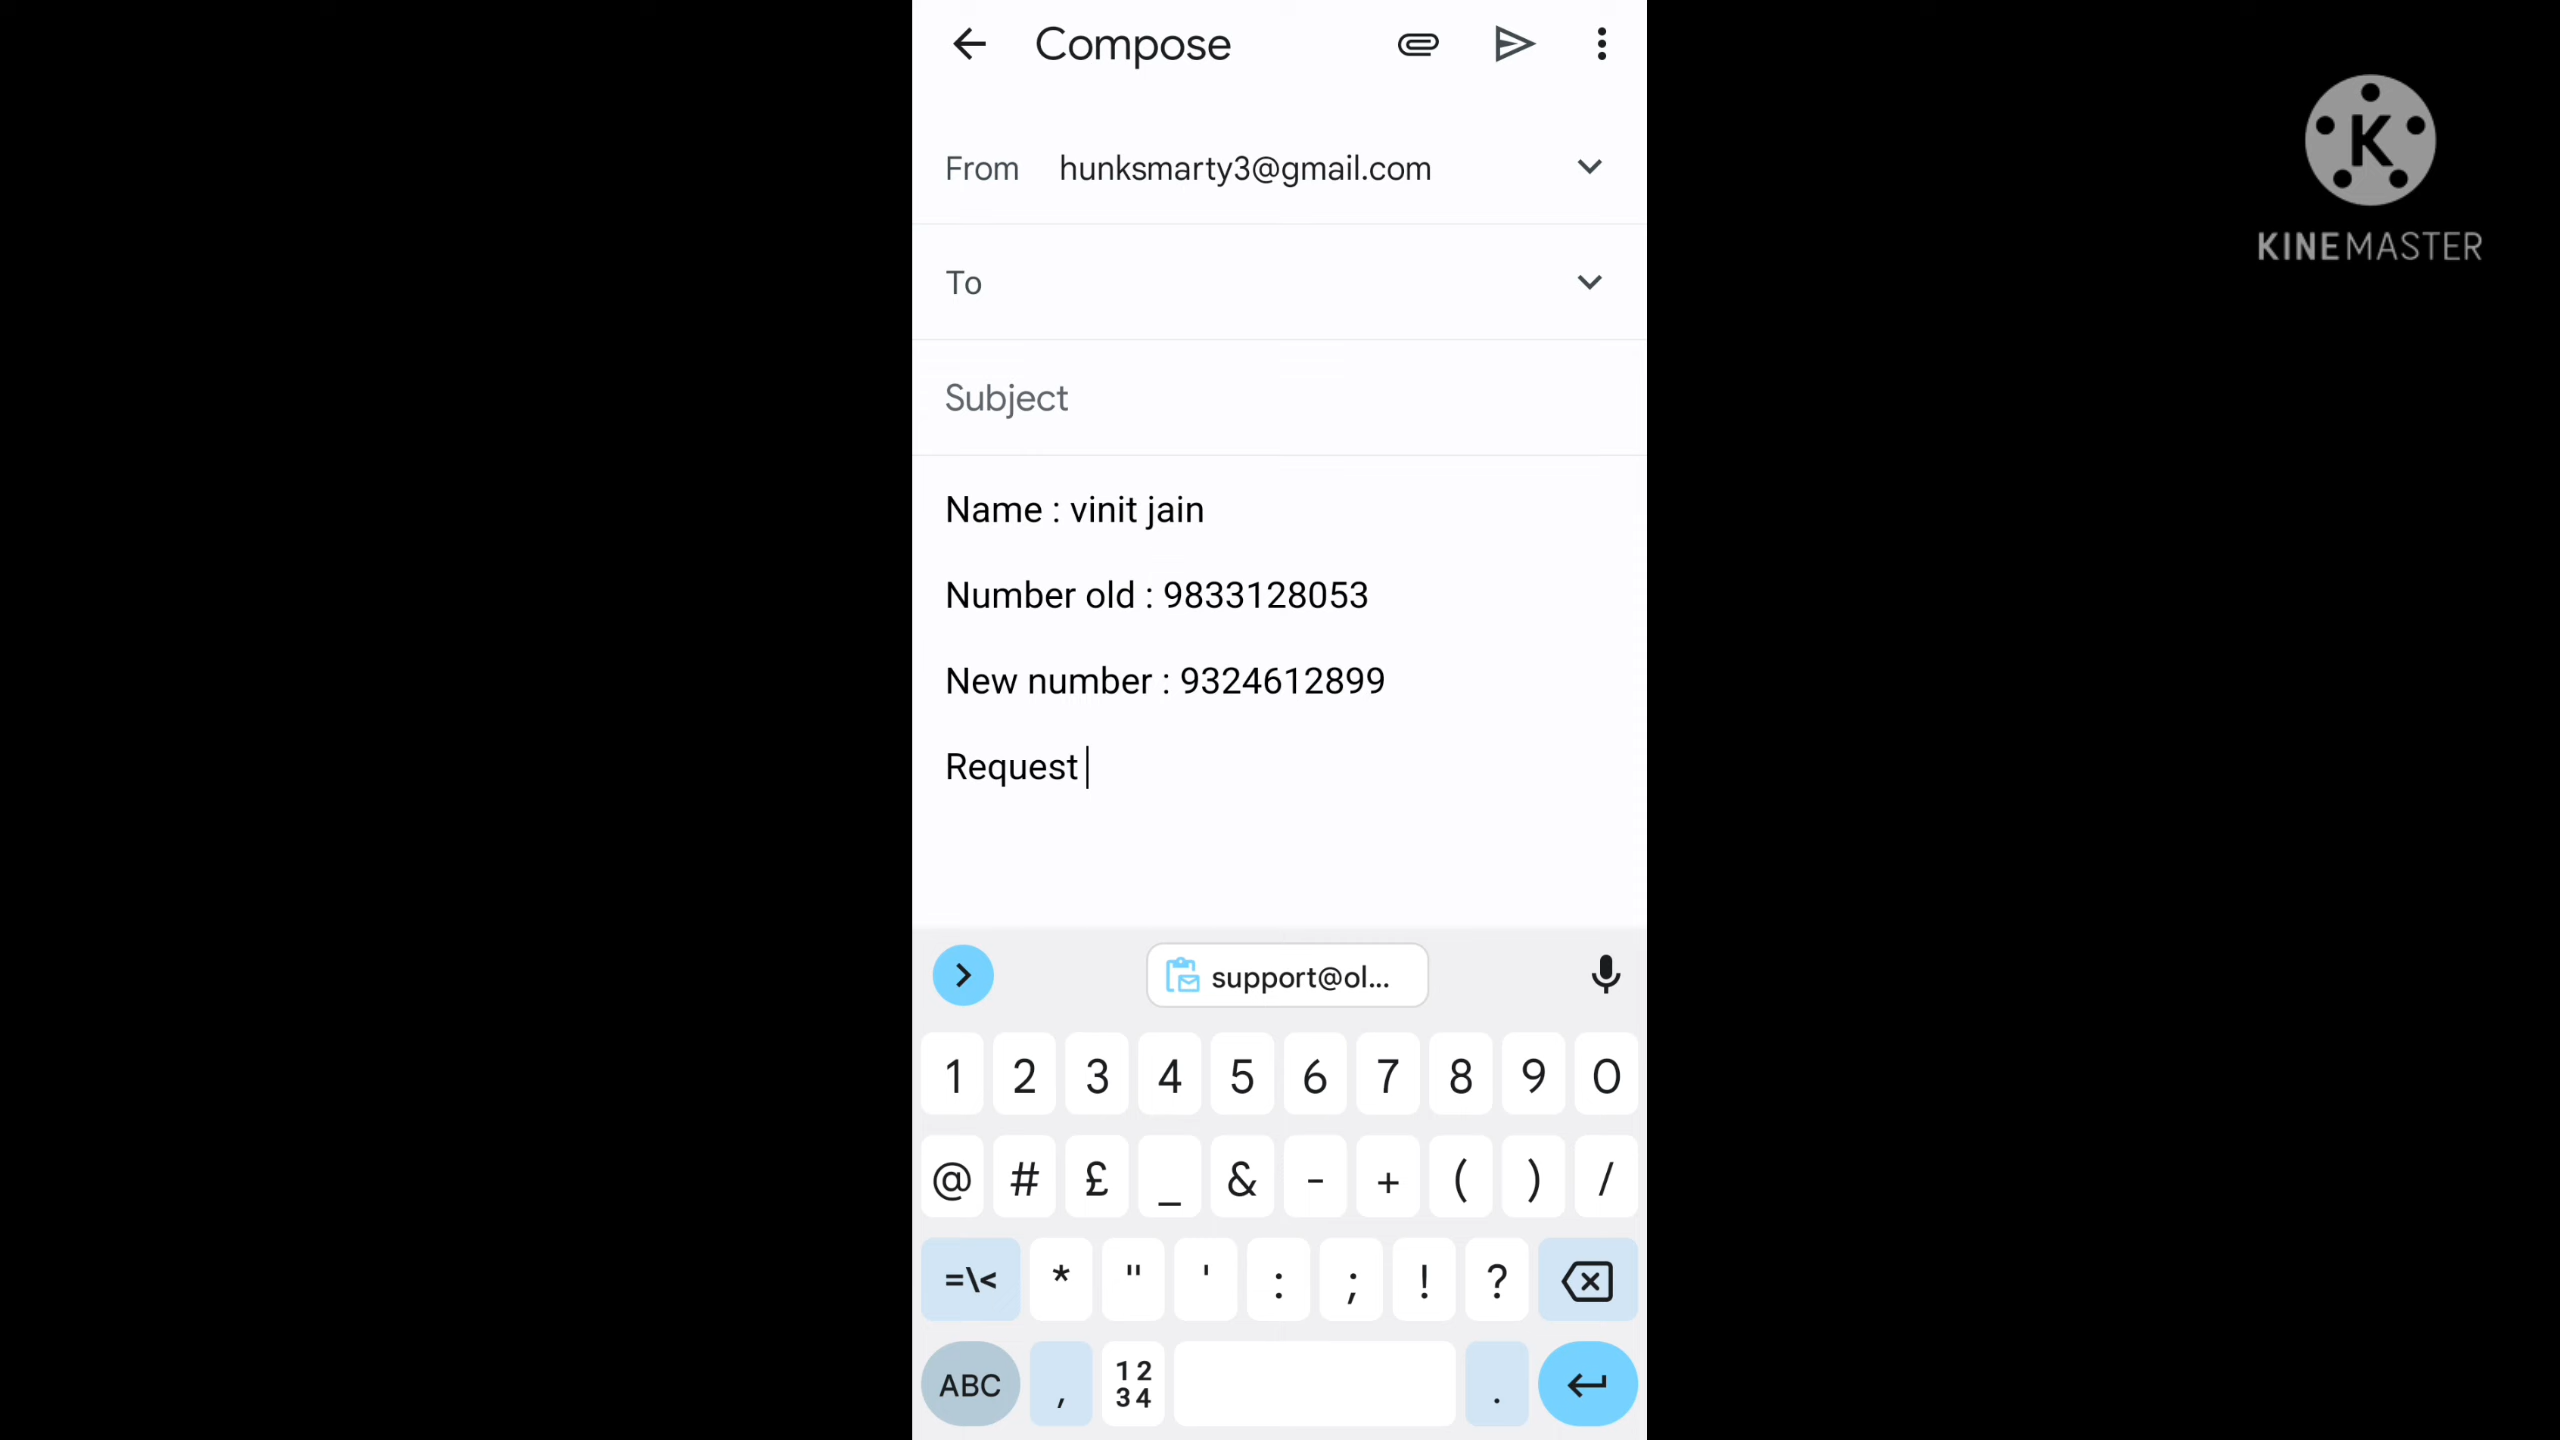 Compose
From hunksmarty3@gmail.com
To
Subject
Name : vinit jain
Number old : 9833128053
New number : 9324612899
Request
support@ol...
1 2 3 4 5 6 7 8 9 0
@ # £ _ & - + ( ) /
=\< * " ' : ; ! ?
ABC , 12 34 .
K
KINEMASTER